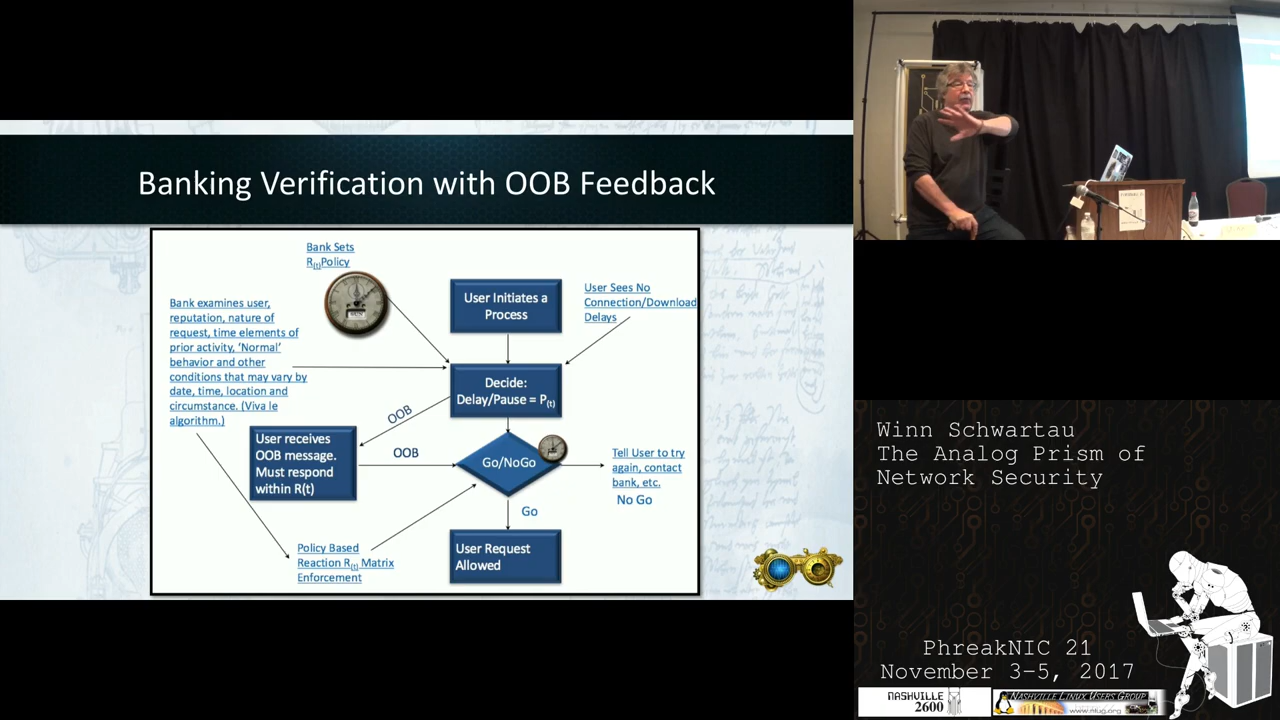 Banking Verification with OOB Feedback
Bank Sets
R(t)Policy
User Initiates a
Process
User Sees No
Connection/Download
Delays
Bank examines user,
reputation, nature of
request, time elements of
prior activity, ‘Normal’
behavior and other
conditions that may vary by
date, time, location and
circumstance. (Viva le
algorithm.)
Decide:
Delay/Pause = P(t)
OOB
User receives
OOB message.
Must respond
within R(t)
OOB
Go/NoGo
Tell User to try
again, contact
bank, etc.
No Go
Go
Policy Based
Reaction R(t) Matrix
Enforcement
User Request
Allowed
Winn Schwartau
The Analog Prism of
Network Security
PhreakNIC 21
November 3-5, 2017
NASHVILLE
2600
NASHVILLE LINUX USERS GROUP
www.nlug.org